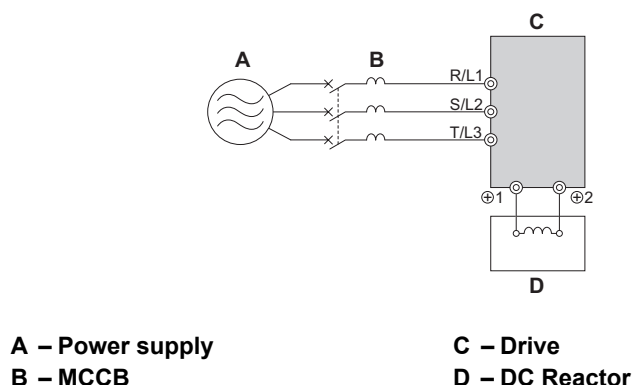 C
A
B
R/L1
S/L2
T/L3
⊕1
⊕2
D
A – Power supply
B – MCCB
C – Drive
D – DC Reactor